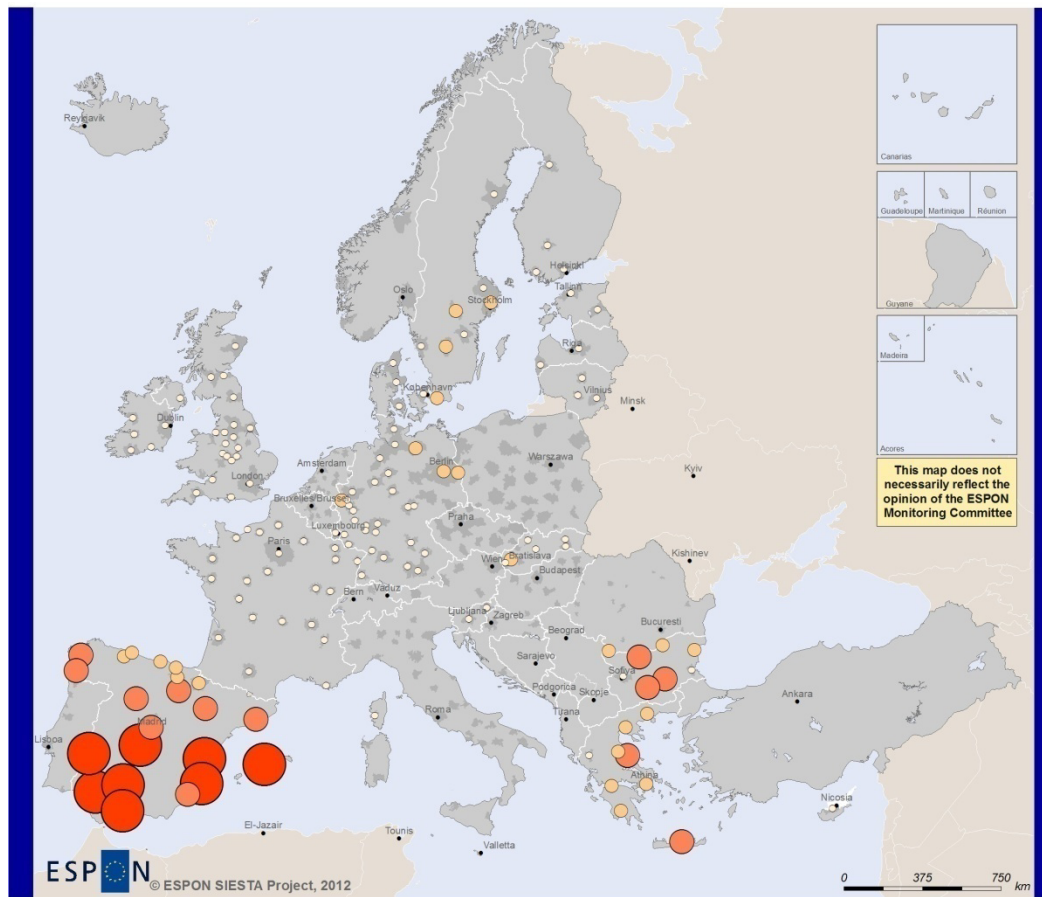 Reykjavik
Canarias
Guadeloupe
Martinique
Réunion
Guyane
Madeira
Acores
This map does not
necessarily reflect the
opinion of the ESPON
Monitoring Committee
Oslo
Helsinki
Tallinn
Stockholm
Riga
København
Vilnius
Minsk
Dublin
London
Amsterdam
Berlin
Warszawa
Bruxelles/Brussel
Luxembourg
Kyiv
Praha
Paris
Wien
Bratislava
Kishinev
Budapest
Bern
Vaduz
Ljubljana
Zagreb
Beograd
Bucuresti
Sarajevo
Sofiya
Podgorica
Skopje
Tirana
Roma
Ankara
Madrid
Lisboa
Athina
Nicosia
El-Jazair
Tounis
Valletta
ESPON
© ESPON SIESTA Project, 2012
0 375 750
km